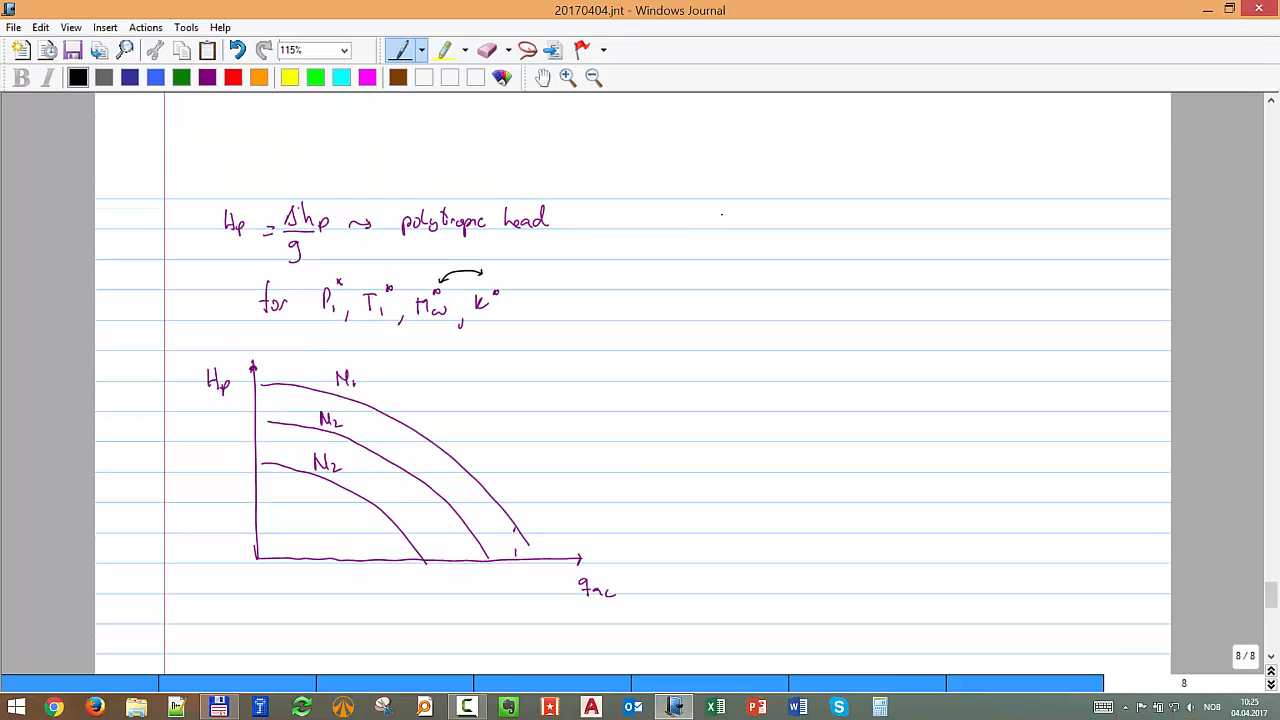 20170404.jnt - Windows Journal
File Edit View Insert Actions Tools Help
115%
B I
Hp = Δhp / g ~> polytropic head
for P1*, T1*, Mw*, k*
Hp
N1
N2
N2
qac
8/8
8
NOB
10:25
04.04.2017